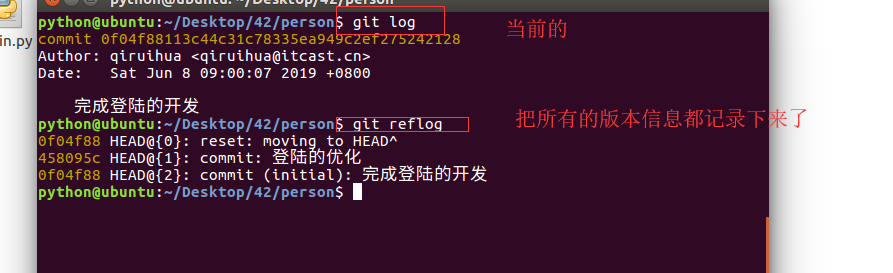 python@ubuntu: ~/Desktop/42/person
in.py
python@ubuntu:~/Desktop/42/person$ git log
当前的
commit 0f04f88113c44c31c78335ea949c2ef275242128
Author: qiruihua <qiruihua@itcast.cn>
Date:   Sat Jun 8 09:00:07 2019 +0800
完成登陆的开发
python@ubuntu:~/Desktop/42/person$ git reflog
把所有的版本信息都记录下来了
0f04f88 HEAD@{0}: reset: moving to HEAD^
458095c HEAD@{1}: commit: 登陆的优化
0f04f88 HEAD@{2}: commit (initial): 完成登陆的开发
python@ubuntu:~/Desktop/42/person$